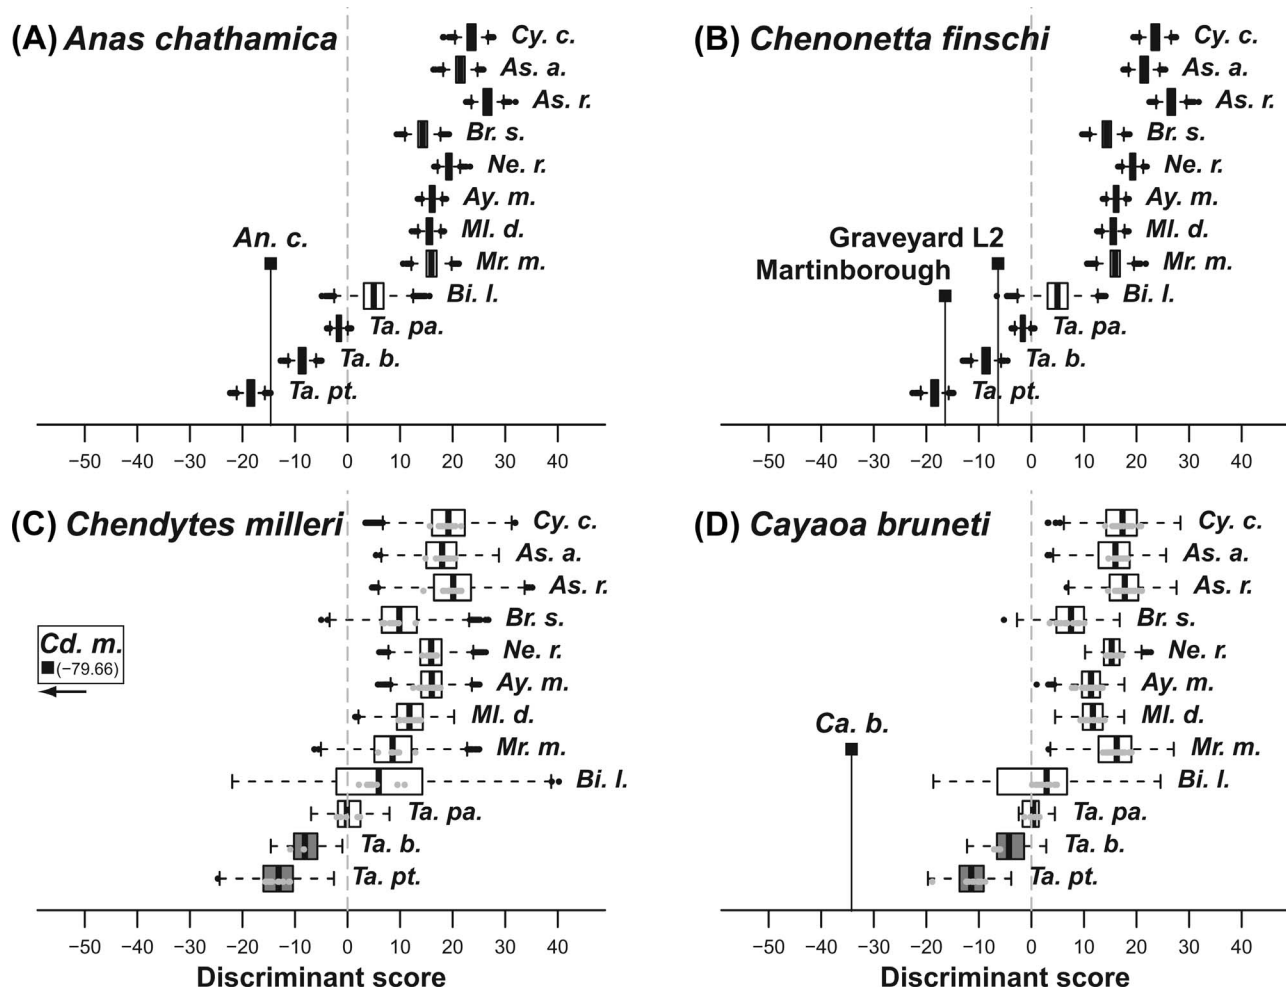 (A) Anas chathamica
Cy. c.
As. a.
As. r.
Br. s.
Ne. r.
Ay. m.
Ml. d.
An. c.
Mr. m.
Bi. l.
Ta. pa.
Ta. b.
Ta. pt.
−50 −40 −30 −20 −10 0 10 20 30 40
(B) Chenonetta finschi
Cy. c.
As. a.
As. r.
Br. s.
Ne. r.
Ay. m.
Ml. d.
Graveyard L2
Mr. m.
Martinborough
Bi. l.
Ta. pa.
Ta. b.
Ta. pt.
−50 −40 −30 −20 −10 0 10 20 30 40
(C) Chendytes milleri
Cy. c.
As. a.
As. r.
Br. s.
Cd. m.
(−79.66)
Ne. r.
Ay. m.
Ml. d.
Mr. m.
Bi. l.
Ta. pa.
Ta. b.
Ta. pt.
−50 −40 −30 −20 −10 0 10 20 30 40
Discriminant score
(D) Cayaoa bruneti
Cy. c.
As. a.
As. r.
Br. s.
Ne. r.
Ay. m.
Ml. d.
Ca. b.
Mr. m.
Bi. l.
Ta. pa.
Ta. b.
Ta. pt.
−50 −40 −30 −20 −10 0 10 20 30 40
Discriminant score